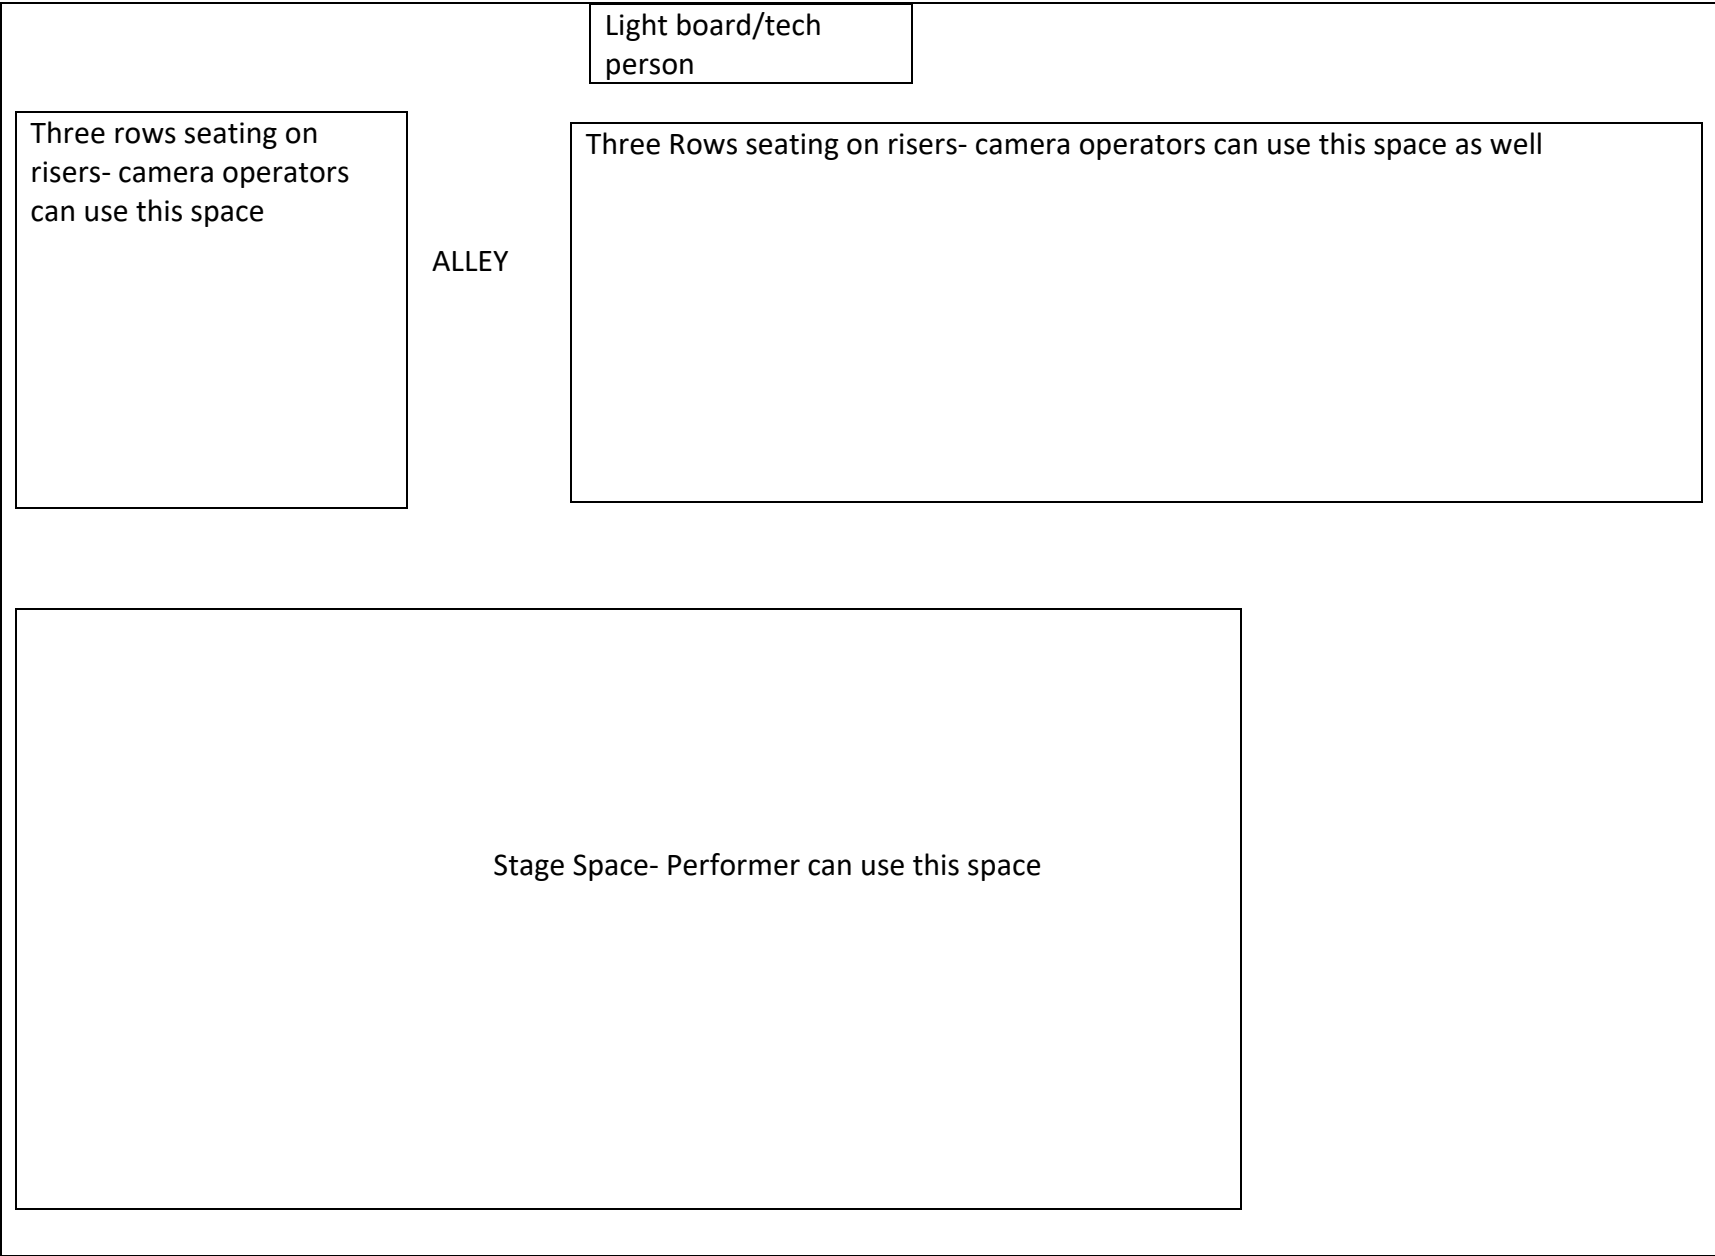 Light board/tech
person
Three rows seating on
risers- camera operators
can use this space
Three Rows seating on risers- camera operators can use this space as well
ALLEY
Stage Space- Performer can use this space